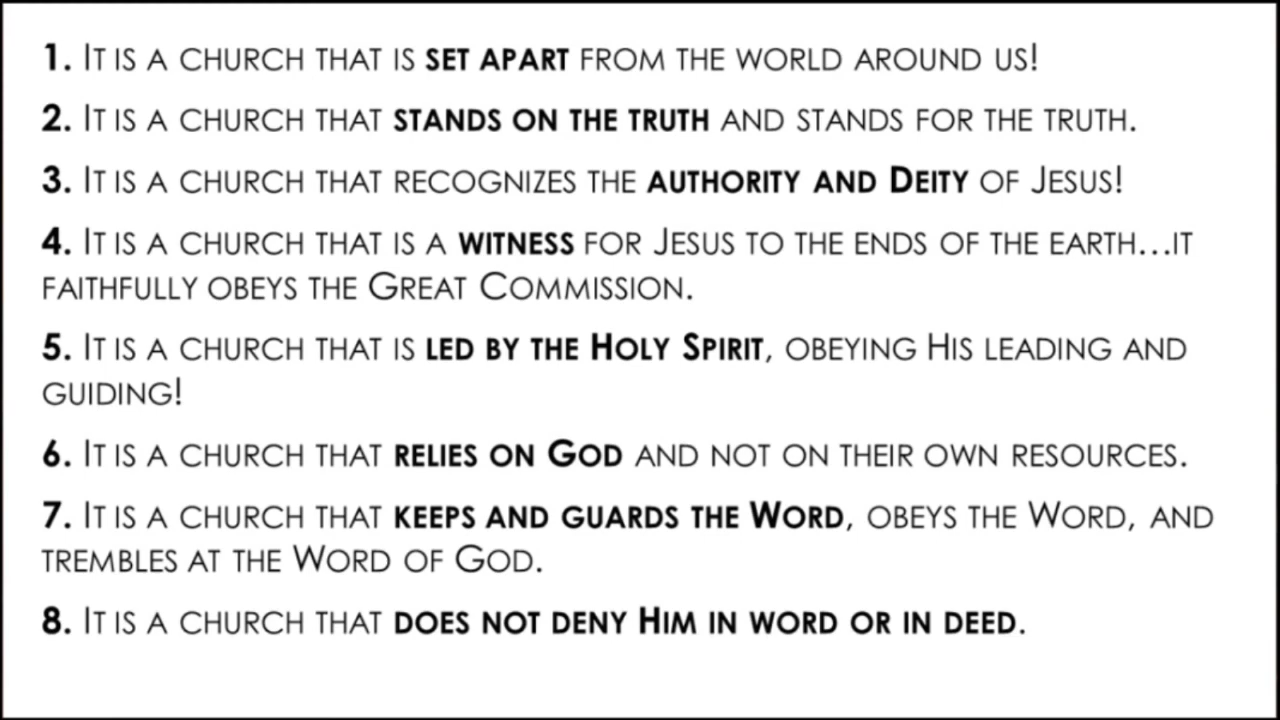 1. It is a church that is set apart from the world around us!
2. It is a church that stands on the truth and stands for the truth.
3. It is a church that recognizes the authority and Deity of Jesus!
4. It is a church that is a witness for Jesus to the ends of the earth...it
faithfully obeys the Great Commission.
5. It is a church that is led by the Holy Spirit, obeying His leading and
guiding!
6. It is a church that relies on God and not on their own resources.
7. It is a church that keeps and guards the Word, obeys the Word, and
trembles at the Word of God.
8. It is a church that does not deny Him in word or in deed.